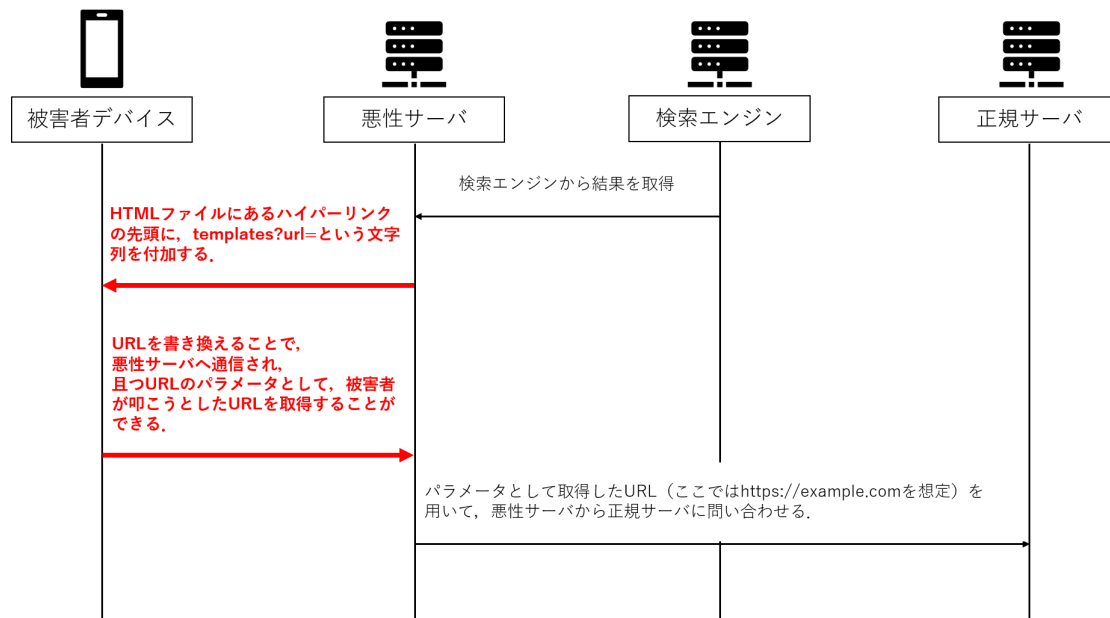 被害者デバイス
悪性サーバ
検索エンジン
正規サーバ
検索エンジンから結果を取得
HTMLファイルにあるハイパーリンク
の先頭に，templates?url=という文字
列を付加する．
URLを書き換えることで，
悪性サーバへ通信され，
且つURLのパラメータとして，被害者
が叩こうとしたURLを取得することが
できる．
パラメータとして取得したURL（ここではhttps://example.comを想定）を
用いて，悪性サーバから正規サーバに問い合わせる．